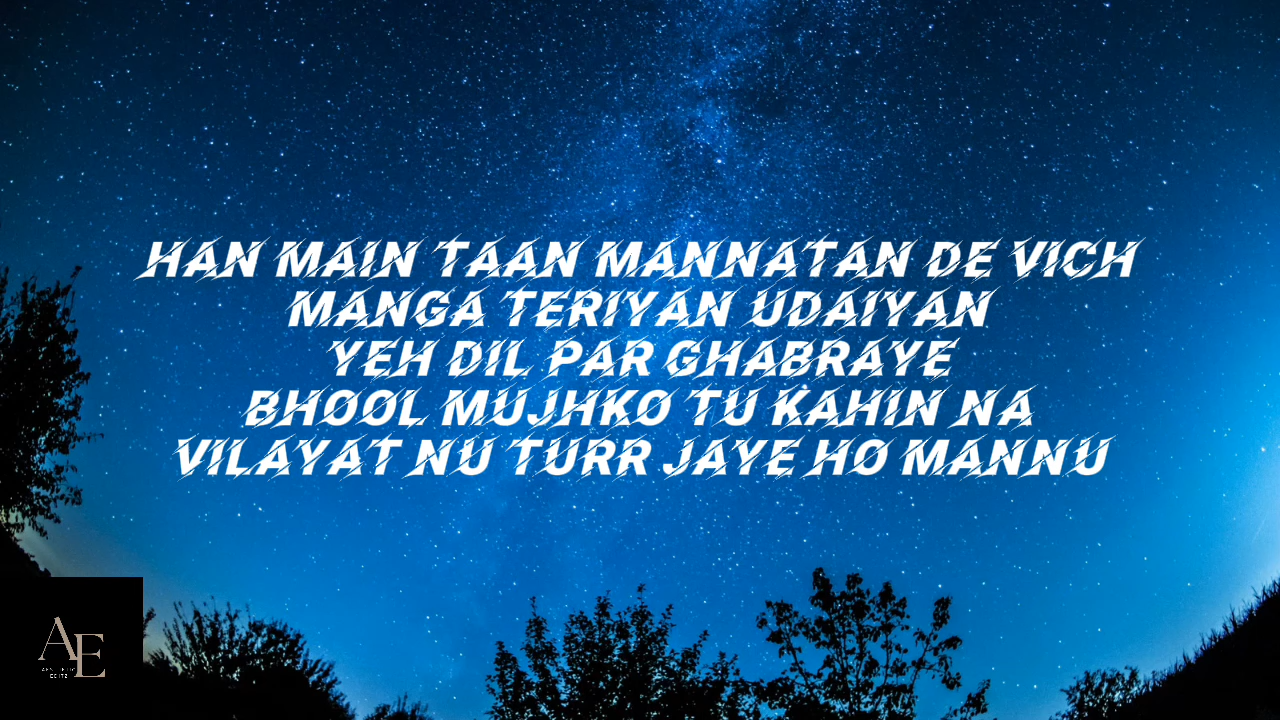 HAN MAIN TAAN MANNATAN DE VICH
MANGA TERIYAN UDAIYAN
YEH DIL PAR GHABRAYE
BHOOL MUJHKO TU KAHIN NA
VILAYAT NU TURR JAYE HO MANNU
AE